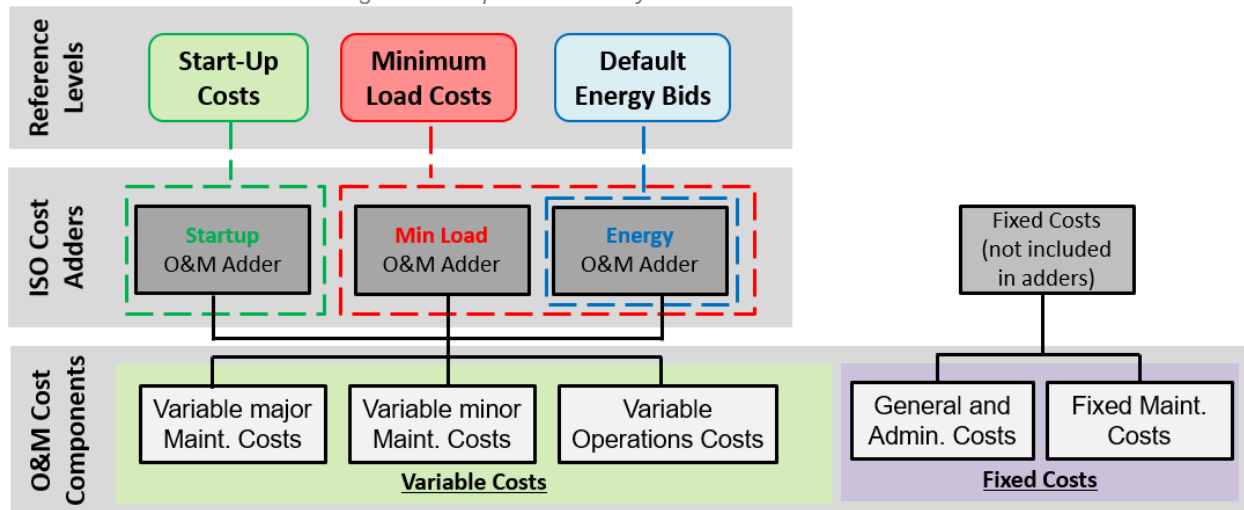 Reference
Levels
Start-Up
Costs
Minimum
Load Costs
Default
Energy Bids
ISO Cost
Adders
Startup
O&M Adder
Min Load
O&M Adder
Energy
O&M Adder
Fixed Costs
(not included
in adders)
O&M Cost
Components
Variable major
Maint. Costs
Variable minor
Maint. Costs
Variable
Operations Costs
Variable Costs
General and
Admin. Costs
Fixed Maint.
Costs
Fixed Costs